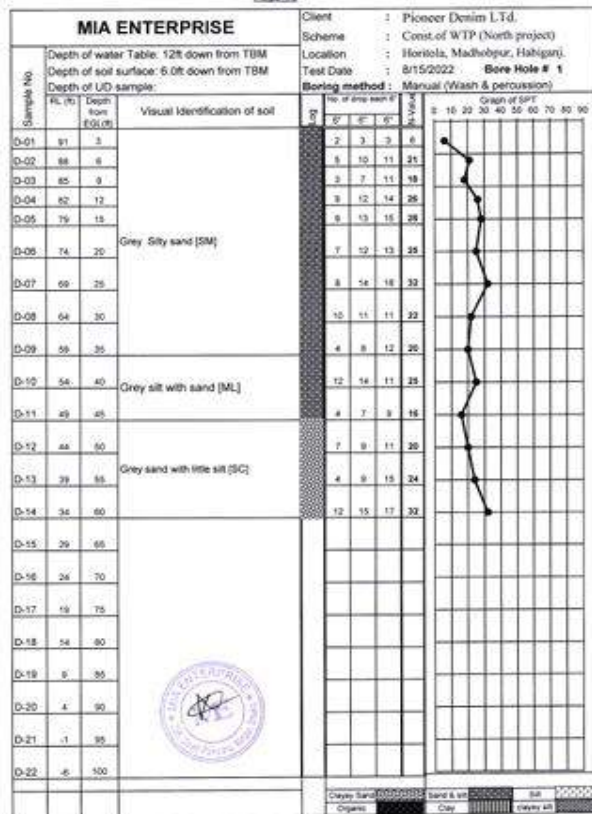 MIA ENTERPRISE
Client : Pioneer Denim LTd.
Scheme : Const.of WTP (North project)
Location : Horitola, Madhobpur, Habiganj.
Test Date : 8/15/2022 Bore Hole # 1
Boring method : Manual (Wash & percussion)
Depth of water Table: 12ft down from TBM
Depth of soil surface: 6.0ft down from TBM
Depth of UD sample:
Sample No. RL (ft) Depth from EGL(ft) Visual Identification of soil Log No. of drop each 6" N-Value Graph of SPT
6" 6" 6" 0 10 20 30 40 50 60 70 80 90
D-01 91 3 2 3 3 6
D-02 88 6 5 10 11 21
D-03 85 9 3 7 11 18
D-04 82 12 9 12 14 26
D-05 79 15 9 13 15 28
Grey Silty sand [SM]
D-06 74 20 7 12 13 25
D-07 69 25 8 14 18 32
D-08 64 30 10 11 11 22
D-09 59 35 4 8 12 20
D-10 54 40 12 14 11 25
Grey silt with sand [ML]
D-11 49 45 4 7 9 16
D-12 44 50 7 9 11 20
Grey sand with little silt [SC]
D-13 39 55 4 9 15 24
D-14 34 60 12 15 17 32
D-15 29 65
D-16 24 70
D-17 19 75
D-18 14 80
D-19 9 85
D-20 4 90
D-21 -1 95
D-22 -6 100
MIA ENTERPRISE
Clayey Sand Sand & silt Silt
Organic Clay clayey silt